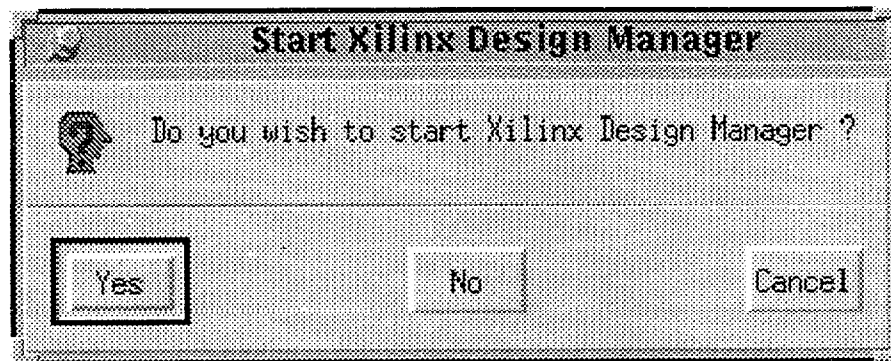 Start Xilinx Design Manager
Do you wish to start Xilinx Design Manager ?
Yes
No
Cancel